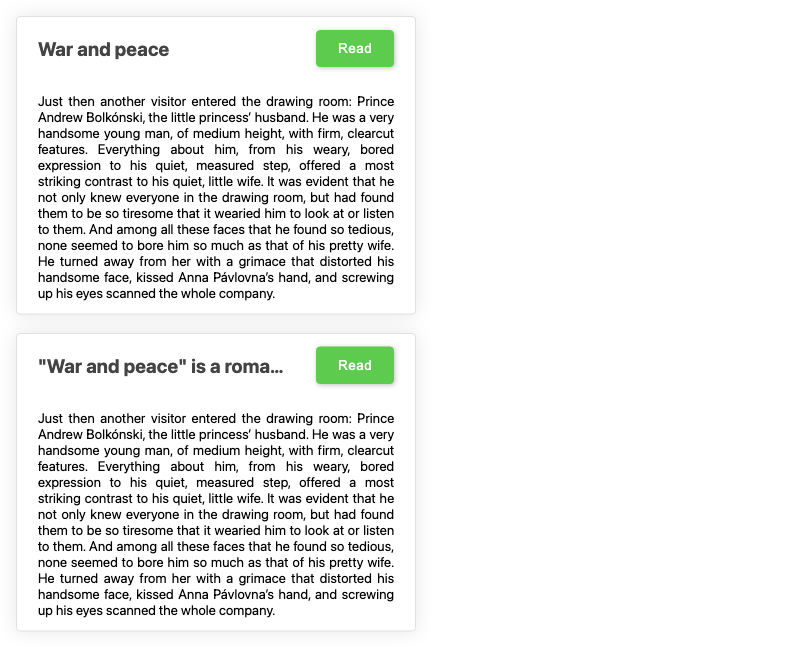 War and peace
Read
Just then another visitor entered the drawing room: Prince
Andrew Bolkónski, the little princess’ husband. He was a very
handsome young man, of medium height, with firm, clearcut
features. Everything about him, from his weary, bored
expression to his quiet, measured step, offered a most
striking contrast to his quiet, little wife. It was evident that he
not only knew everyone in the drawing room, but had found
them to be so tiresome that it wearied him to look at or listen
to them. And among all these faces that he found so tedious,
none seemed to bore him so much as that of his pretty wife.
He turned away from her with a grimace that distorted his
handsome face, kissed Anna Pávlovna’s hand, and screwing
up his eyes scanned the whole company.
"War and peace" is a roma...
Read
Just then another visitor entered the drawing room: Prince
Andrew Bolkónski, the little princess’ husband. He was a very
handsome young man, of medium height, with firm, clearcut
features. Everything about him, from his weary, bored
expression to his quiet, measured step, offered a most
striking contrast to his quiet, little wife. It was evident that he
not only knew everyone in the drawing room, but had found
them to be so tiresome that it wearied him to look at or listen
to them. And among all these faces that he found so tedious,
none seemed to bore him so much as that of his pretty wife.
He turned away from her with a grimace that distorted his
handsome face, kissed Anna Pávlovna’s hand, and screwing
up his eyes scanned the whole company.